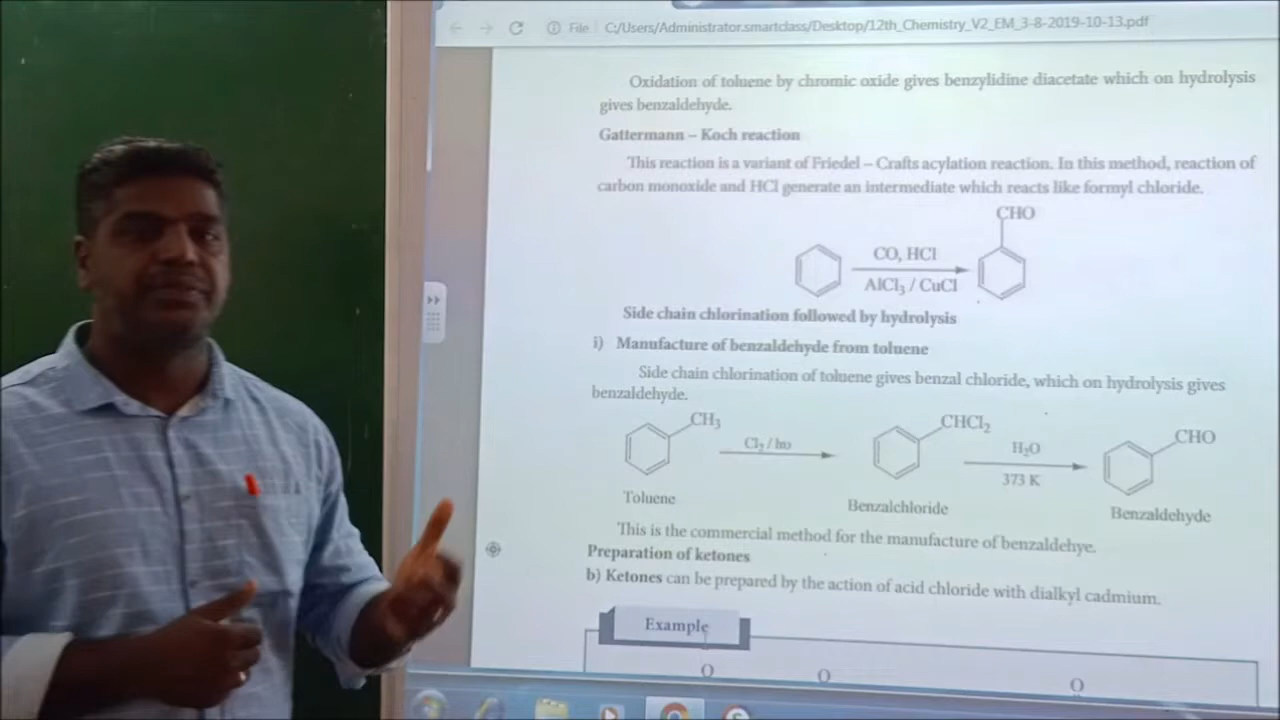 File C:/Users/Administrator.smartclass/Desktop/12th_Chemistry_V2_EM_3-8-2019-10-13.pdf
Oxidation of toluene by chromic oxide gives benzylidine diacetate which on hydrolysis
gives benzaldehyde.
Gattermann – Koch reaction
This reaction is a variant of Friedel – Crafts acylation reaction. In this method, reaction of
carbon monoxide and HCl generate an intermediate which reacts like formyl chloride.
CHO
CO, HCl
AlCl₃ / CuCl
Side chain chlorination followed by hydrolysis
i) Manufacture of benzaldehyde from toluene
Side chain chlorination of toluene gives benzal chloride, which on hydrolysis gives
benzaldehyde.
CH₃ CHCl₂ CHO
Cl₂ / hυ H₂O
373 K
Toluene Benzalchloride Benzaldehyde
This is the commercial method for the manufacture of benzaldehye.
Preparation of ketones
b) Ketones can be prepared by the action of acid chloride with dialkyl cadmium.
Example
O O O